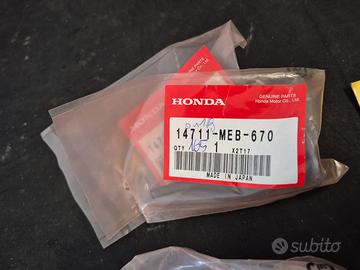 HONDA
GENUINE PARTS
Honda Motor Co., Ltd.
14711-MEB-670
QTY 1 X2T17
MADE IN JAPAN
subito